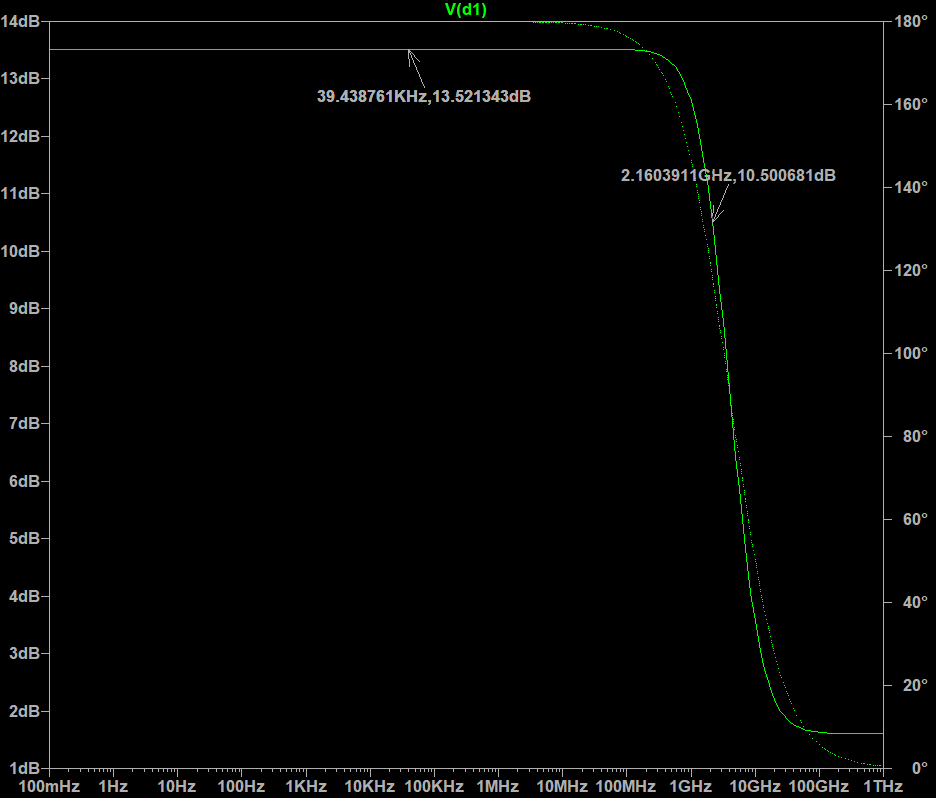 V(d1)
14dB
180°
13dB
39.438761KHz,13.521343dB
160°
12dB
2.1603911GHz,10.500681dB
140°
11dB
10dB
120°
9dB
8dB
100°
7dB
80°
6dB
60°
5dB
4dB
40°
3dB
20°
2dB
1dB
0°
100mHz 1Hz 10Hz 100Hz 1KHz 10KHz 100KHz 1MHz 10MHz 100MHz 1GHz 10GHz 100GHz 1THz